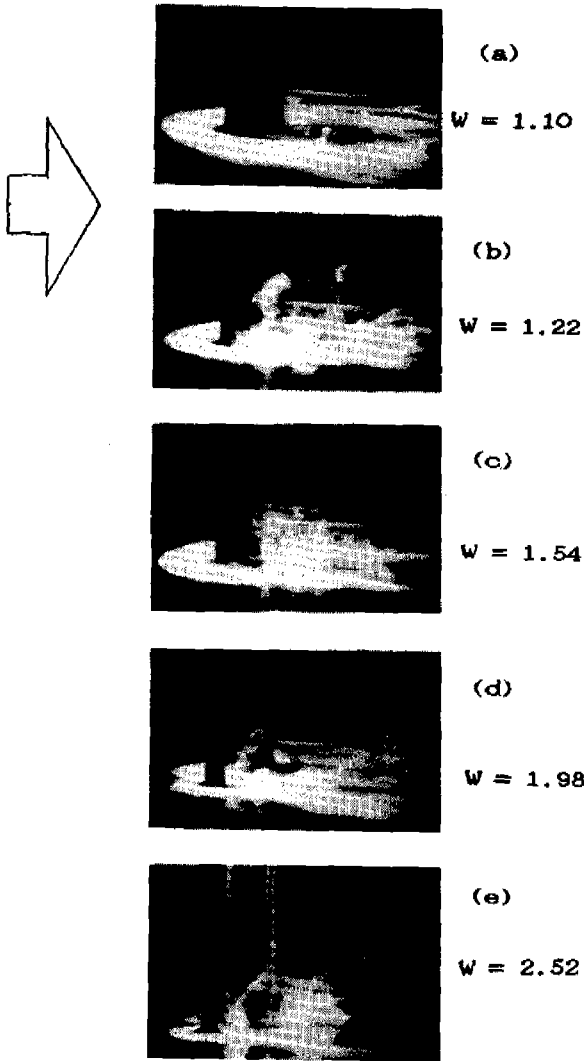 (a)
W = 1.10
(b)
W = 1.22
(c)
W = 1.54
(d)
W = 1.98
(e)
W = 2.52